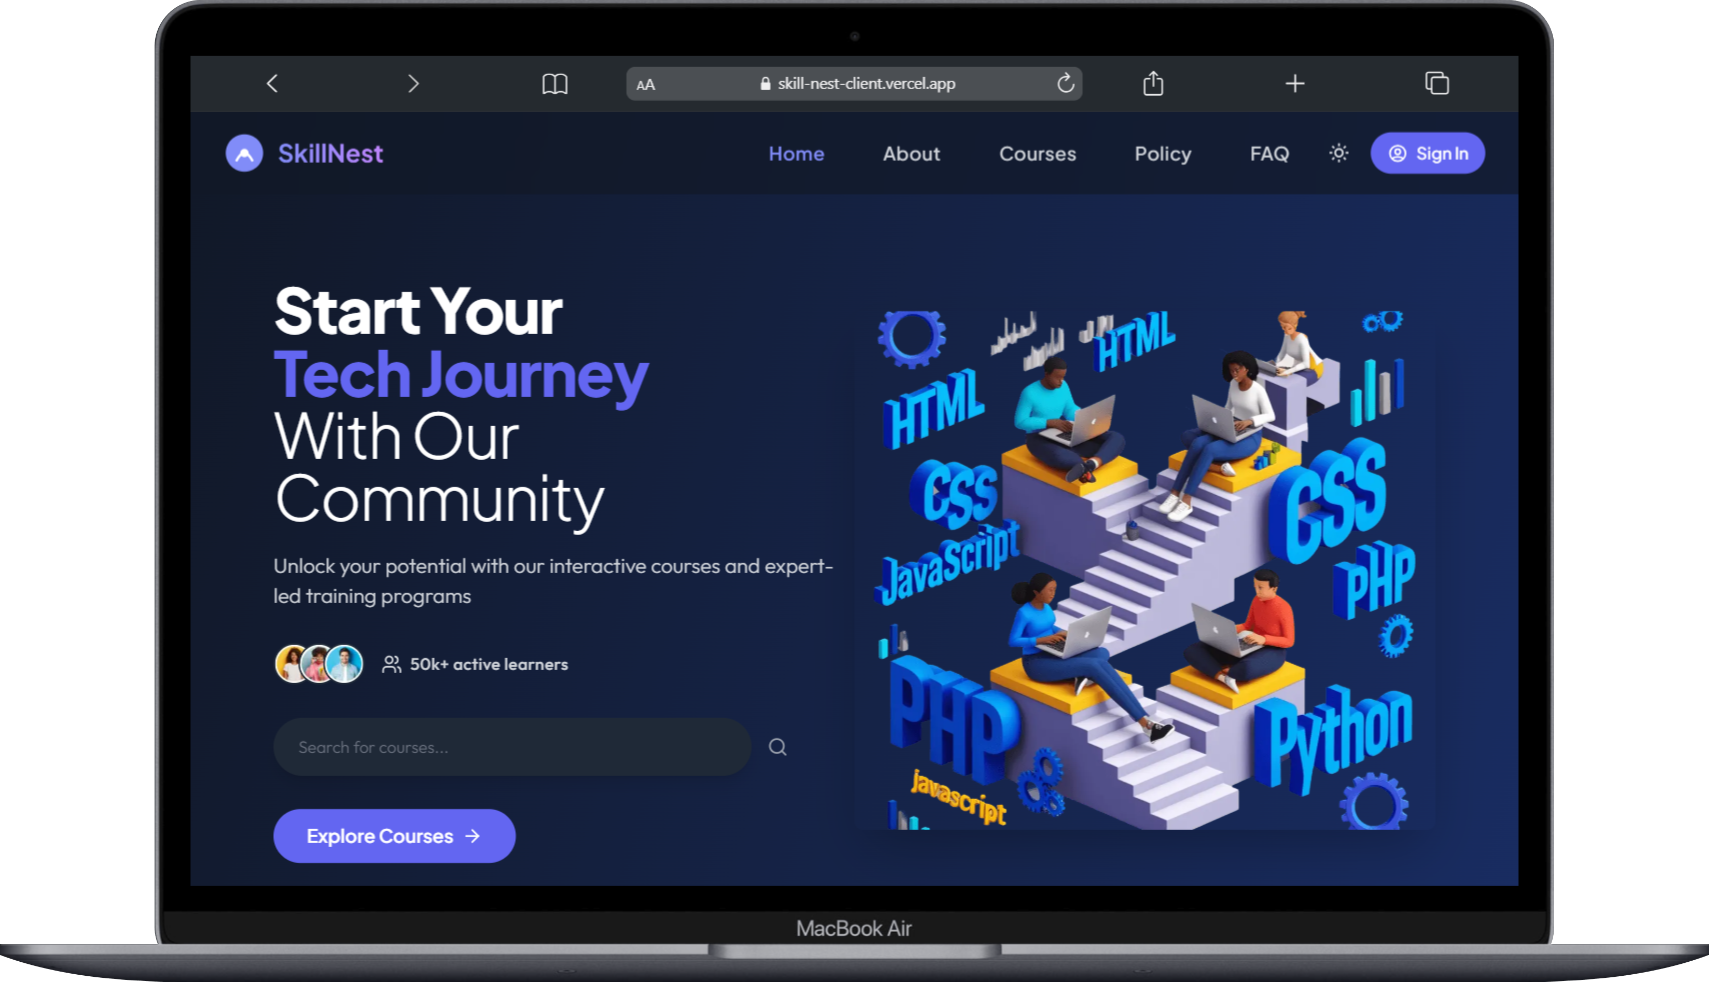 AA skill-nest-client.vercel.app
SkillNest Home About Courses Policy FAQ Sign In
Start Your
Tech Journey
With Our
Community
Unlock your potential with our interactive courses and expert-
led training programs
50k+ active learners
Search for courses...
Explore Courses
HTML
HTML
CSS
CSS
JavaScript
PHP
PHP
Python
javascript
MacBook Air